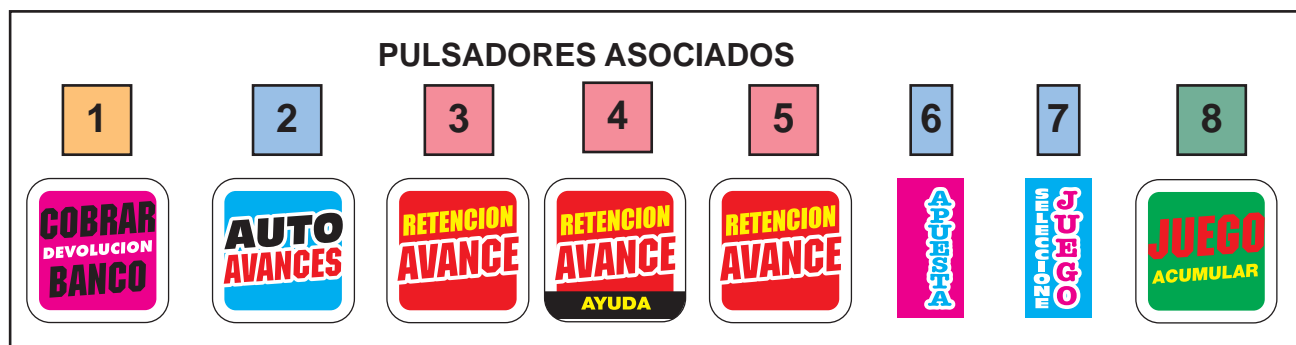 PULSADORES ASOCIADOS
1 2 3 4 5 6 7 8
COBRAR
DEVOLUCION
BANCO
AUTO
AVANCES
RETENCION
AVANCE
RETENCION
AVANCE
AYUDA
RETENCION
AVANCE
APUESTA
SELECCIONE
JUEGO
JUEGO
ACUMULAR